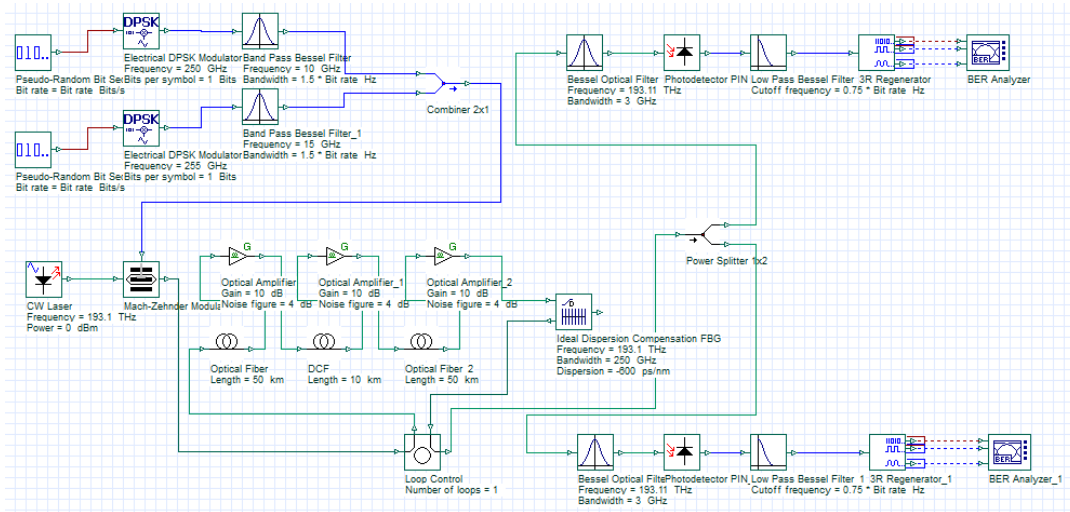 DPSK
Electrical DPSK Modulator
Frequency = 250 GHz
Bits per symbol = 1 Bits
Band Pass Bessel Filter
Frequency = 10 GHz
Bandwidth = 1.5 * Bit rate Hz
010..
Pseudo-Random Bit Se
Bit rate = Bit rate Bits/s
Combiner 2x1
DPSK
Electrical DPSK Modulator
Frequency = 255 GHz
Bits per symbol = 1 Bits
Band Pass Bessel Filter_1
Frequency = 15 GHz
Bandwidth = 1.5 * Bit rate Hz
010..
Pseudo-Random Bit Se
Bit rate = Bit rate Bits/s
Bessel Optical Filter
Frequency = 193.11 THz
Bandwidth = 3 GHz
Photodetector PIN
Low Pass Bessel Filter
Cutoff frequency = 0.75 * Bit rate Hz
3R Regenerator
BER
BER Analyzer
Power Splitter 1x2
CW Laser
Frequency = 193.1 THz
Power = 0 dBm
Mach-Zehnder Modula
G
Optical Amplifier
Gain = 10 dB
Noise figure = 4 dB
G
Optical Amplifier_1
Gain = 10 dB
Noise figure = 4 dB
G
Optical Amplifier_2
Gain = 10 dB
Noise figure = 4 dB
Optical Fiber
Length = 50 km
DCF
Length = 10 km
Optical Fiber_2
Length = 50 km
Ideal Dispersion Compensation FBG
Frequency = 193.1 THz
Bandwidth = 250 GHz
Dispersion = -600 ps/nm
Loop Control
Number of loops = 1
Bessel Optical Filte
Frequency = 193.11 THz
Bandwidth = 3 GHz
Photodetector PIN_
Low Pass Bessel Filter_1
Cutoff frequency = 0.75 * Bit rate Hz
3R Regenerator_1
BER
BER Analyzer_1